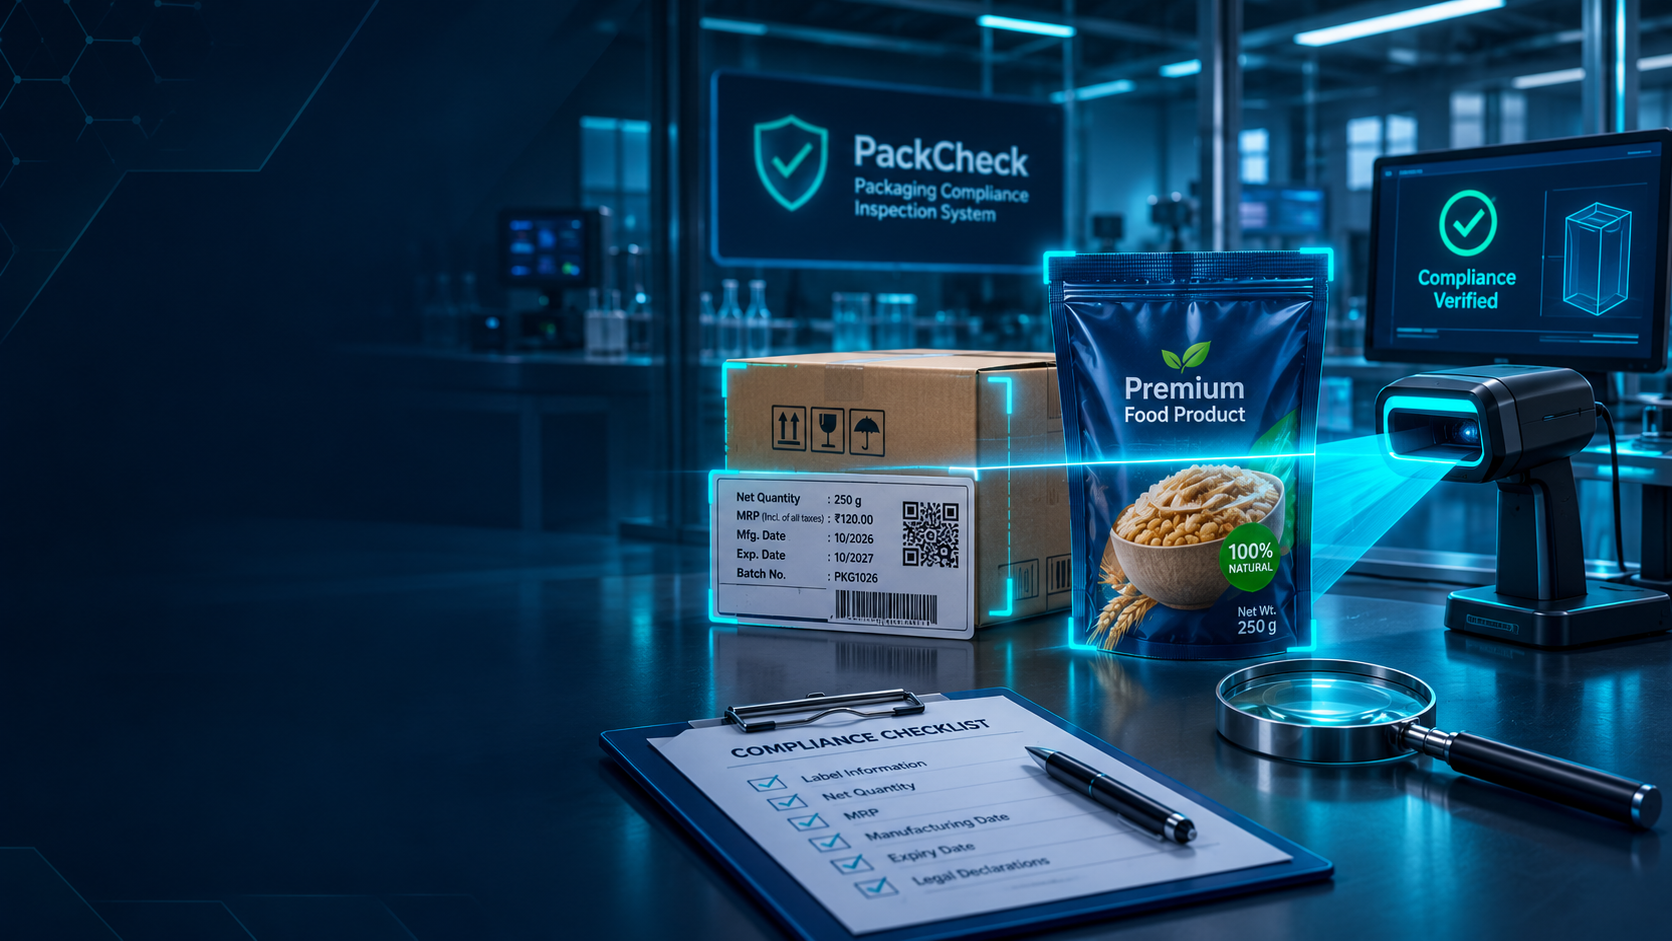 PackCheck
Packaging Compliance
Inspection System
Compliance
Verified
Premium
Food Product
100%
NATURAL
Net Wt.
250 g
Net Quantity : 250 g
MRP (Incl. of all taxes) : ₹120.00
Mfg. Date : 10/2026
Exp. Date : 10/2027
Batch No. : PKG1026
COMPLIANCE CHECKLIST
Label Information
Net Quantity
MRP
Manufacturing Date
Expiry Date
Legal Declarations